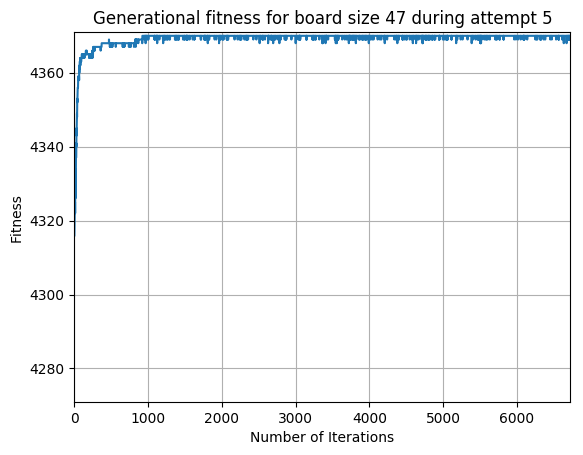 Generational fitness for board size 47 during attempt 5
4360
4340
4320
4300
4280
Fitness
0 1000 2000 3000 4000 5000 6000
Number of Iterations